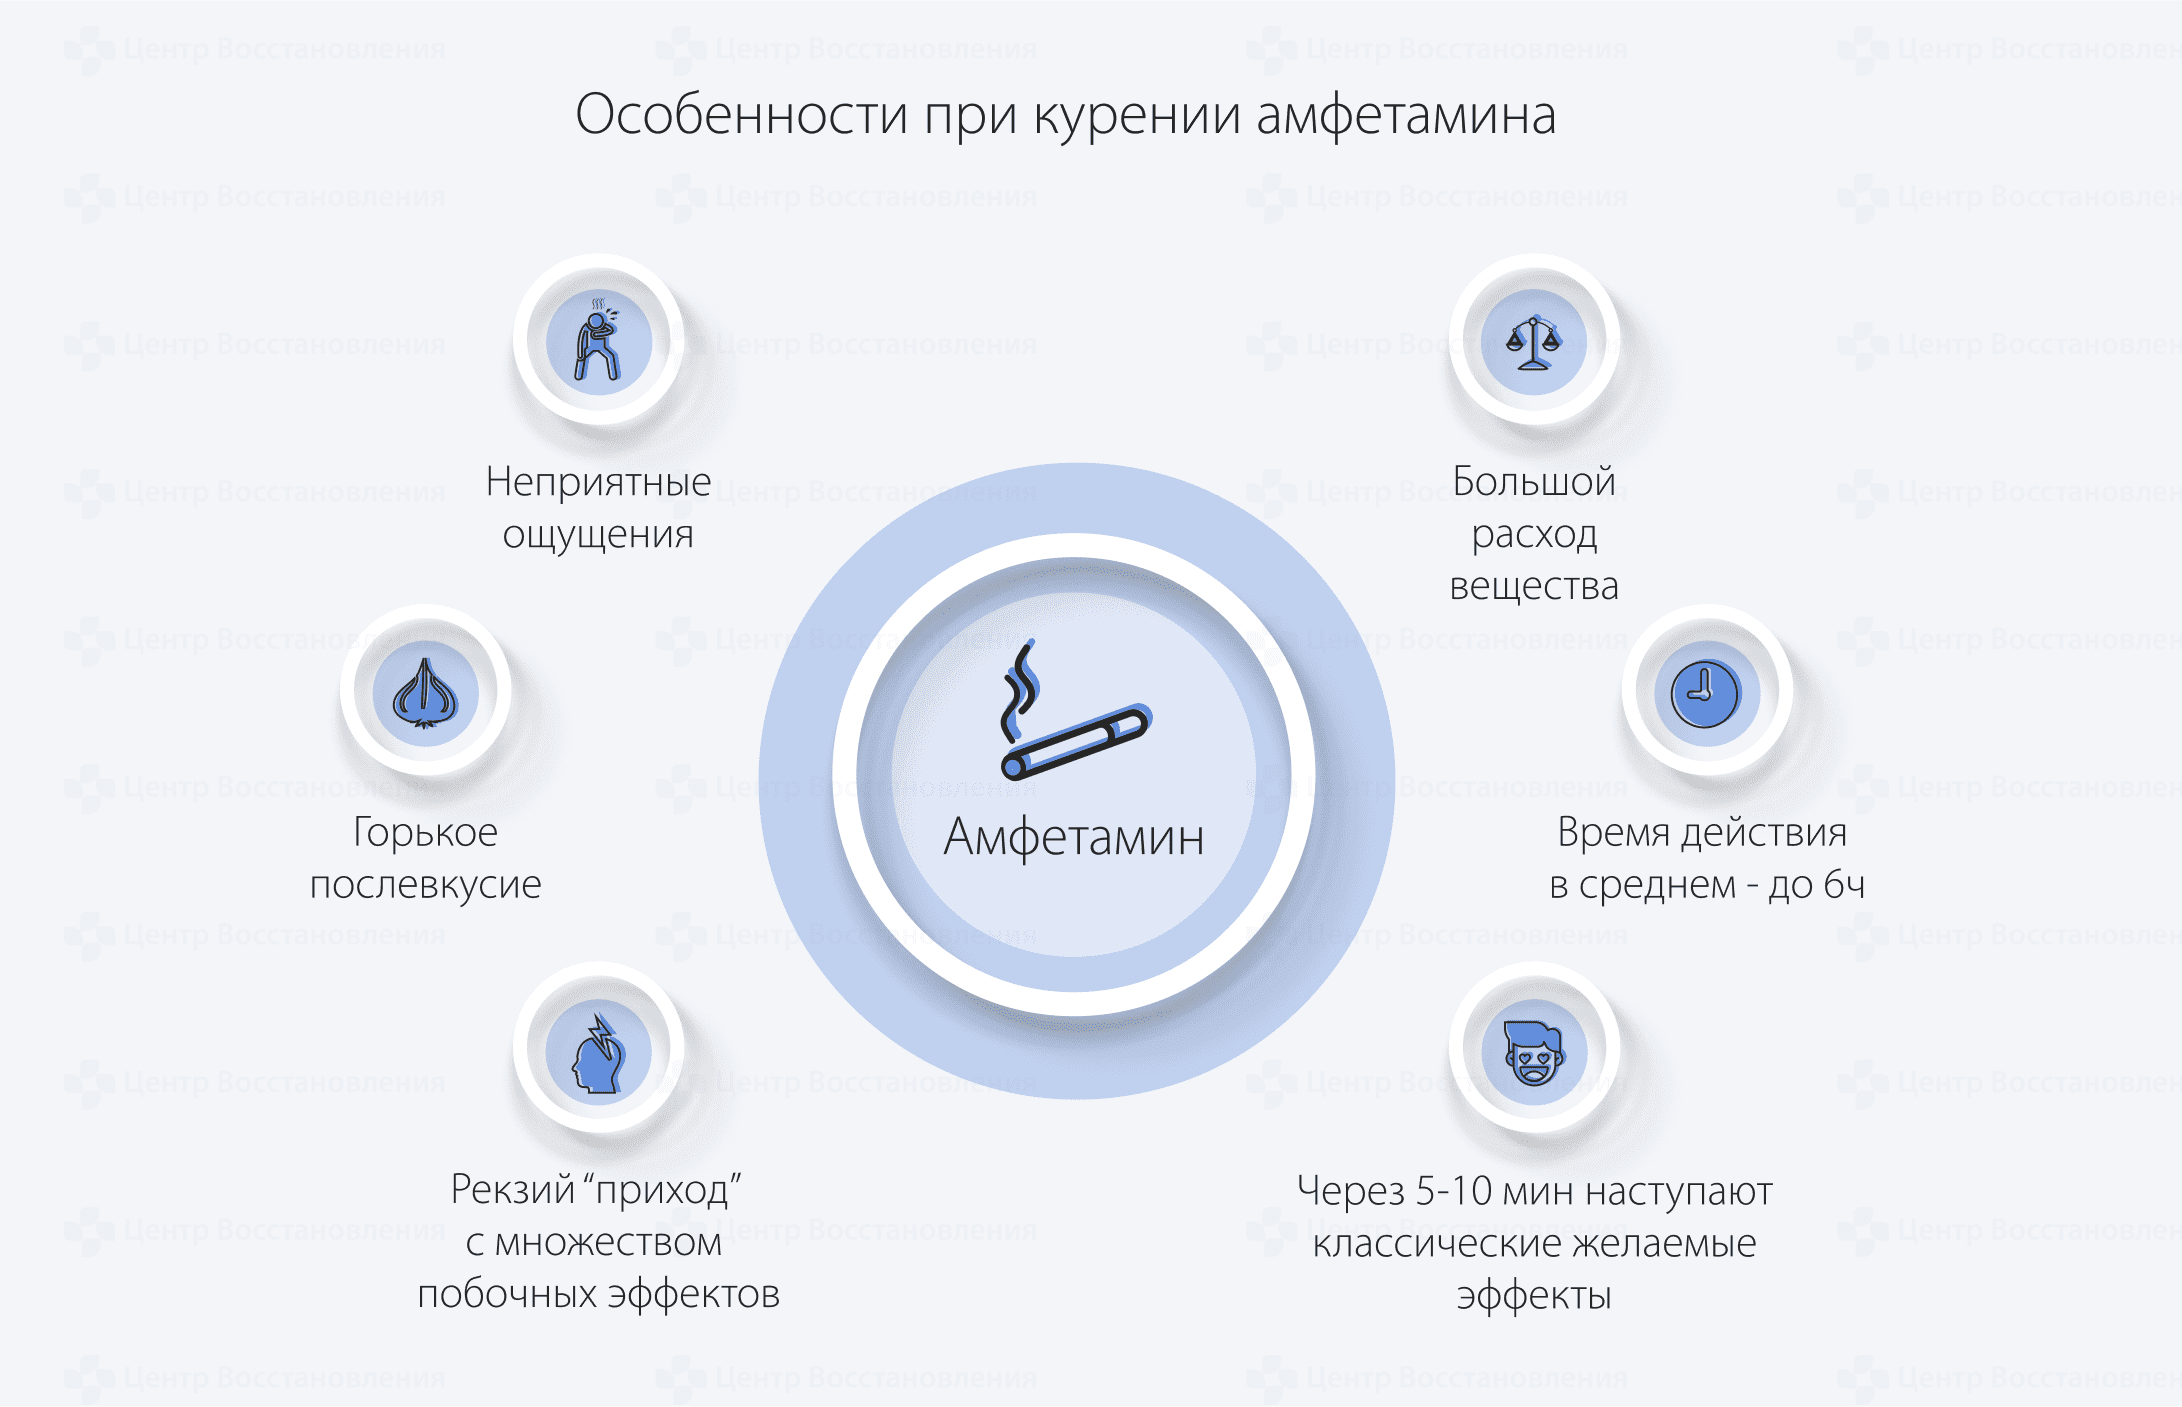 Особенности при курении амфетамина
Неприятные
ощущения
Большой
расход
вещества
Горькое
послевкусие
Амфетамин
Время действия
в среднем - до 6ч
Рекзий “приход”
с множеством
побочных эффектов
Через 5-10 мин наступают
классические желаемые
эффекты
Центр Восстановления